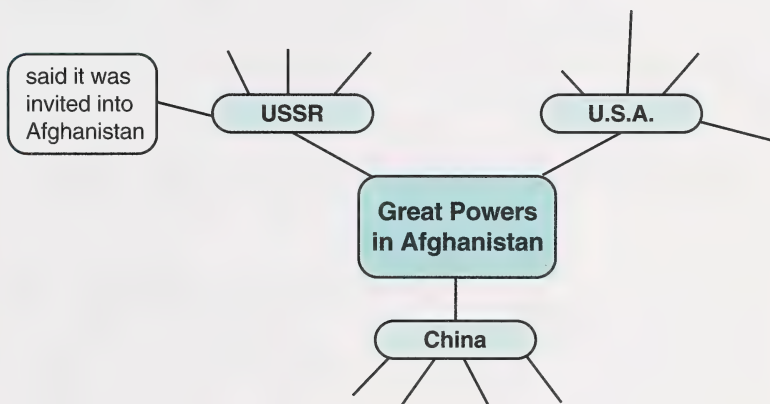 said it was
invited into
Afghanistan
USSR
U.S.A.
Great Powers
in Afghanistan
China